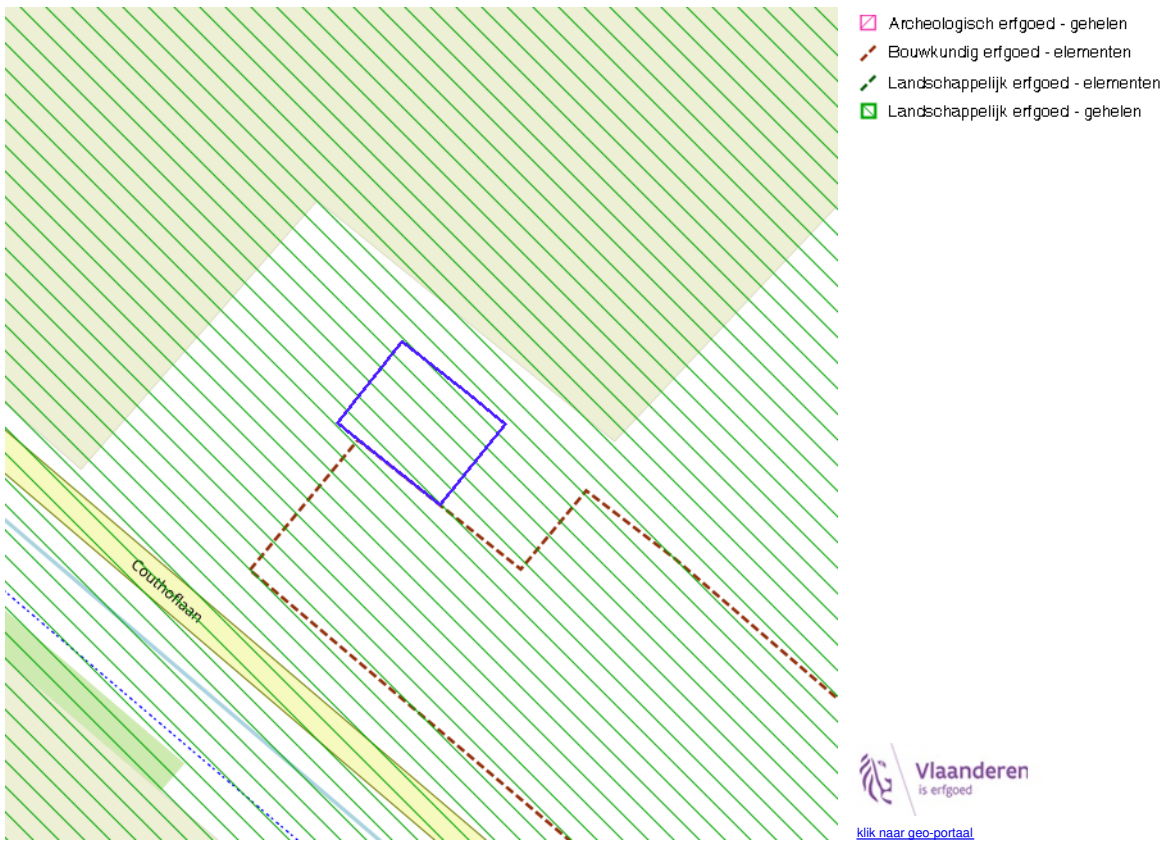 Archeologisch erfgoed - gehelen
Bouwkundig erfgoed - elementen
Landschappelijk erfgoed - elementen
Landschappelijk erfgoed - gehelen
Couthoflaan
Vlaanderen
is erfgoed
klik naar geo-portaal